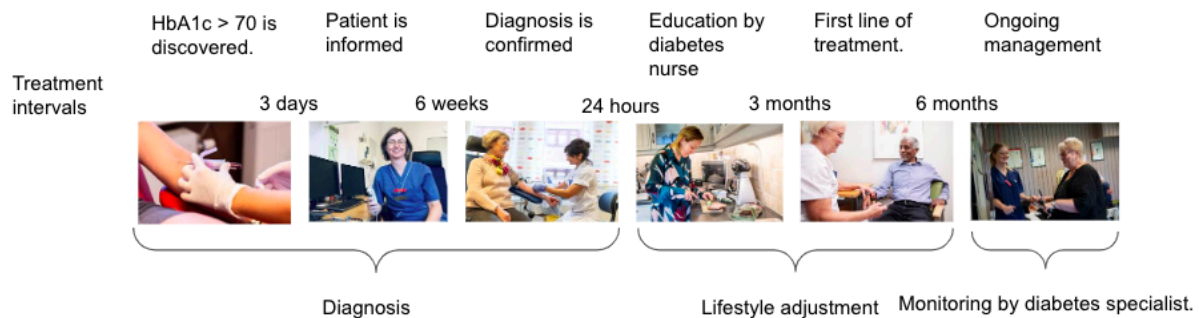 HbA1c > 70 is
discovered.
Patient is
informed
Diagnosis is
confirmed
Education by
diabetes
nurse
First line of
treatment.
Ongoing
management
Treatment
intervals
3 days
6 weeks
24 hours
3 months
6 months
Diagnosis
Lifestyle adjustment
Monitoring by diabetes specialist.